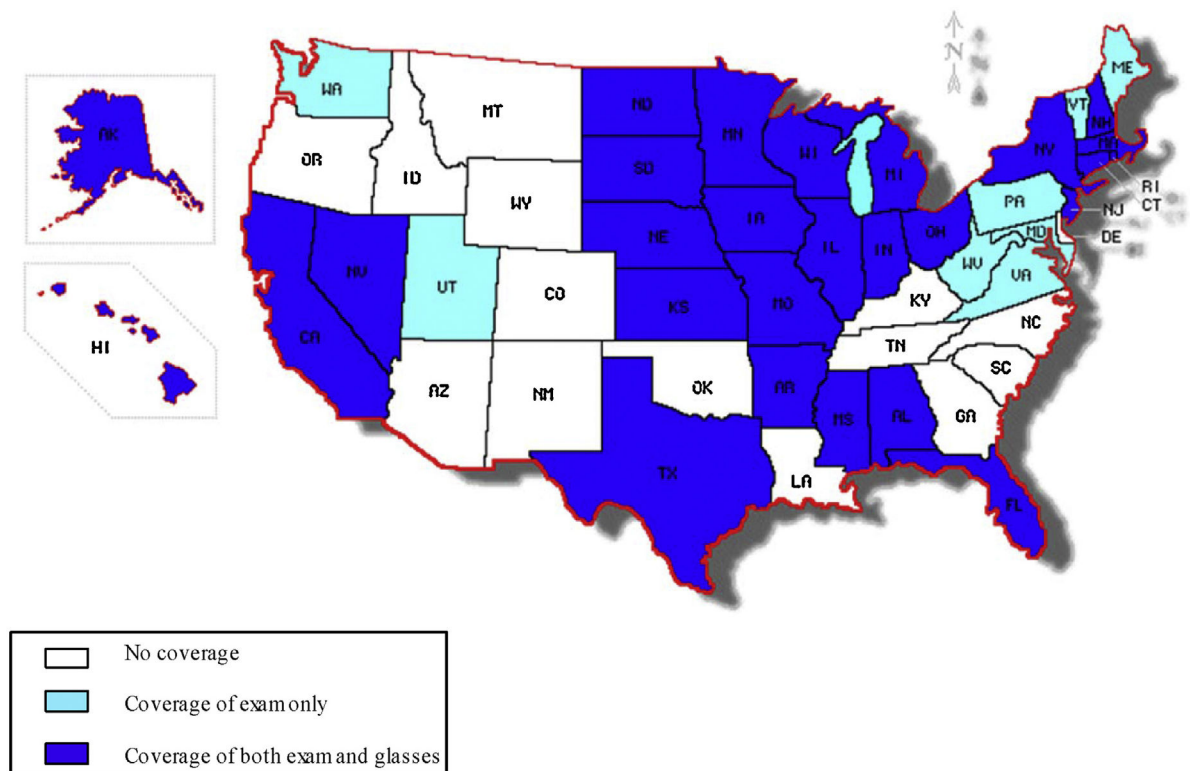 N
ME
WA
VT
AK
MT
ND
NH
MN
MA
OR
WI
NY
ID
SD
MI
RI
WY
PA
CT
NJ
IA
NE
OH
MD
DE
IL
IN
WV
NV
UT
CO
VA
KS
MO
KY
NC
CA
HI
TN
SC
AZ
NM
OK
AR
MS
AL
GA
TX
LA
FL
No coverage
Coverage of exam only
Coverage of both exam and glasses